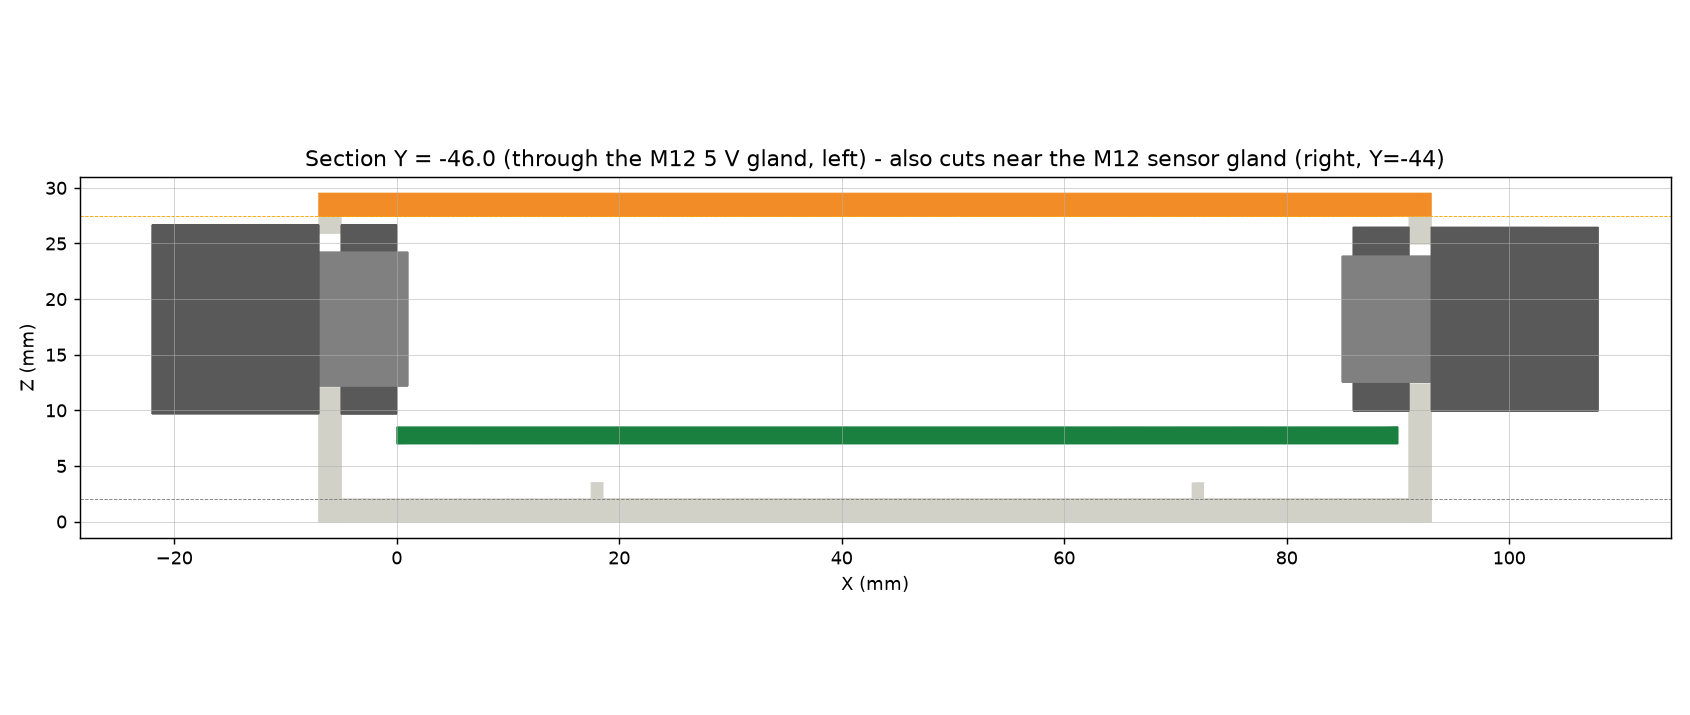 Section Y = -46.0 (through the M12 5 V gland, left) - also cuts near the M12 sensor gland (right, Y=-44)
30
25
20
15
10
5
0
Z (mm)
−20 0 20 40 60 80 100
X (mm)